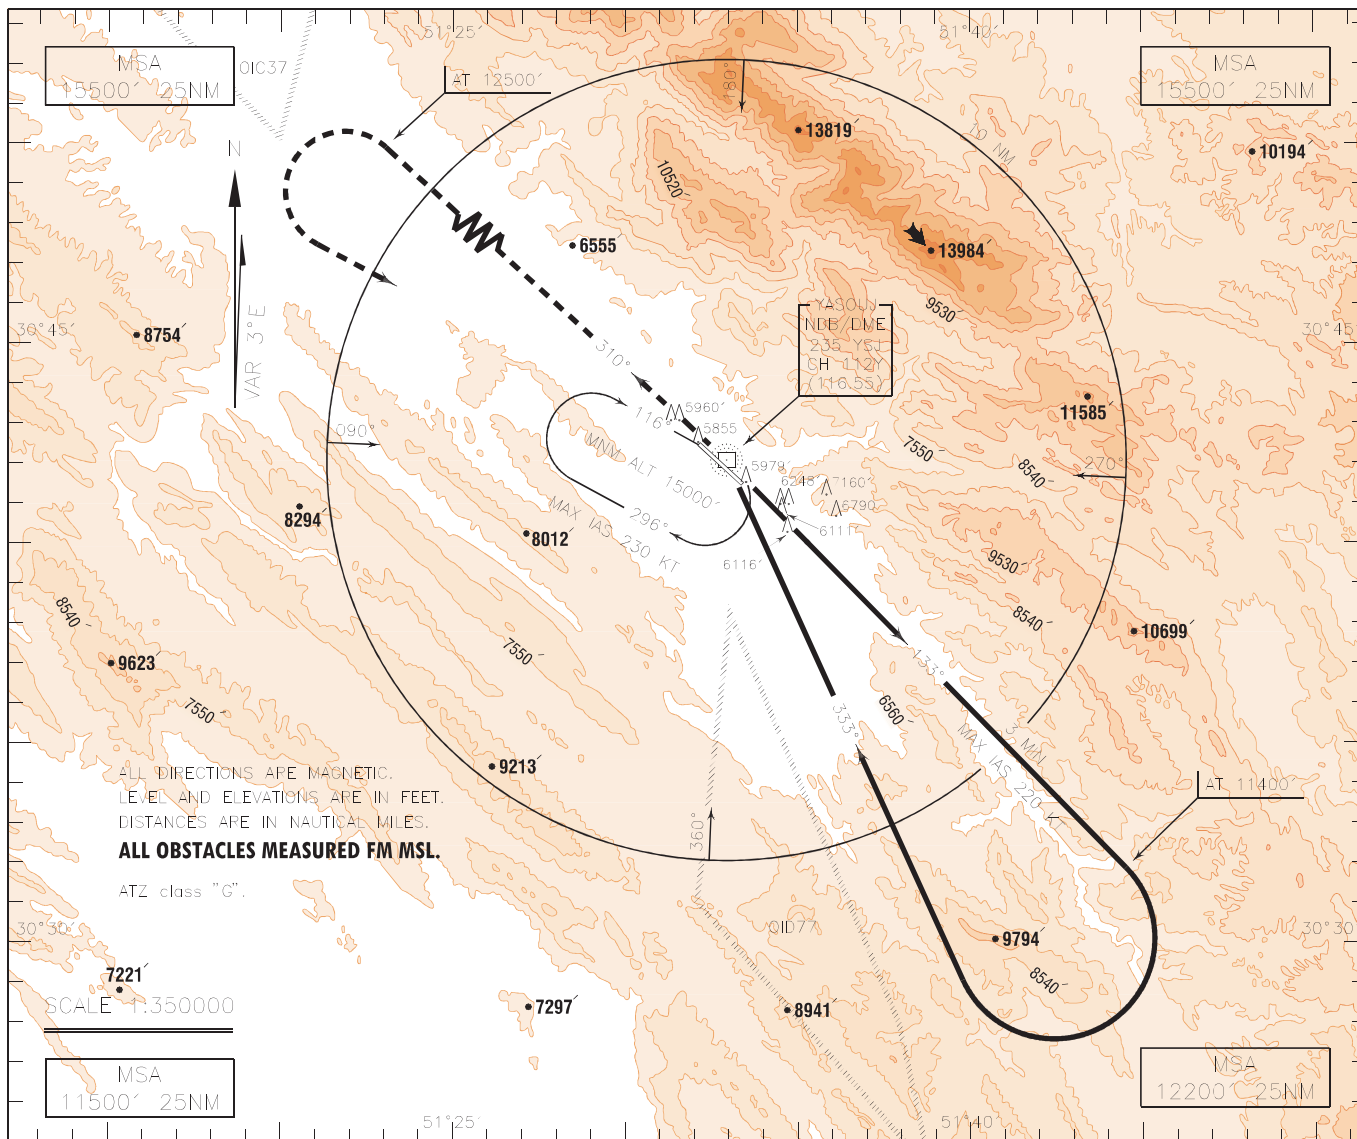 51°25´
51°40´
MSA
15500´ 25NM
OIC37
AT 12500´
MSA
15500´ 25NM
180°
13819´
10 NM
10194´
N
10520´
6555´
13984´
9530´
VAR 3°E
30°45´
8754´
YASOUJ
NDB DME
235 YSJ
CH 112Y
(116.55)
30°45´
310°
11585´
116°
5960´
5855
090°
MNM ALT 15000´
7550´
8540´
270°
5979´
6248´
7160´
5790´
6111´
6116´
8294´
8012´
296°
MAX IAS 230 KT
9530´
8540´
8540´
10699´
9623´
7550´
133°
7550´
333°
6560´
3 MIN
MAX IAS 220
9213´
ALL DIRECTIONS ARE MAGNETIC.
LEVEL AND ELEVATIONS ARE IN FEET.
DISTANCES ARE IN NAUTICAL MILES.
ALL OBSTACLES MEASURED FM MSL.
ATZ class "G".
360°
AT 11400´
30°30´
OID77
9794´
8540´
30°30´
7221´
SCALE 1:350000
7297´
8941´
MSA
11500´ 25NM
51°25´
51°40´
MSA
12200´ 25NM